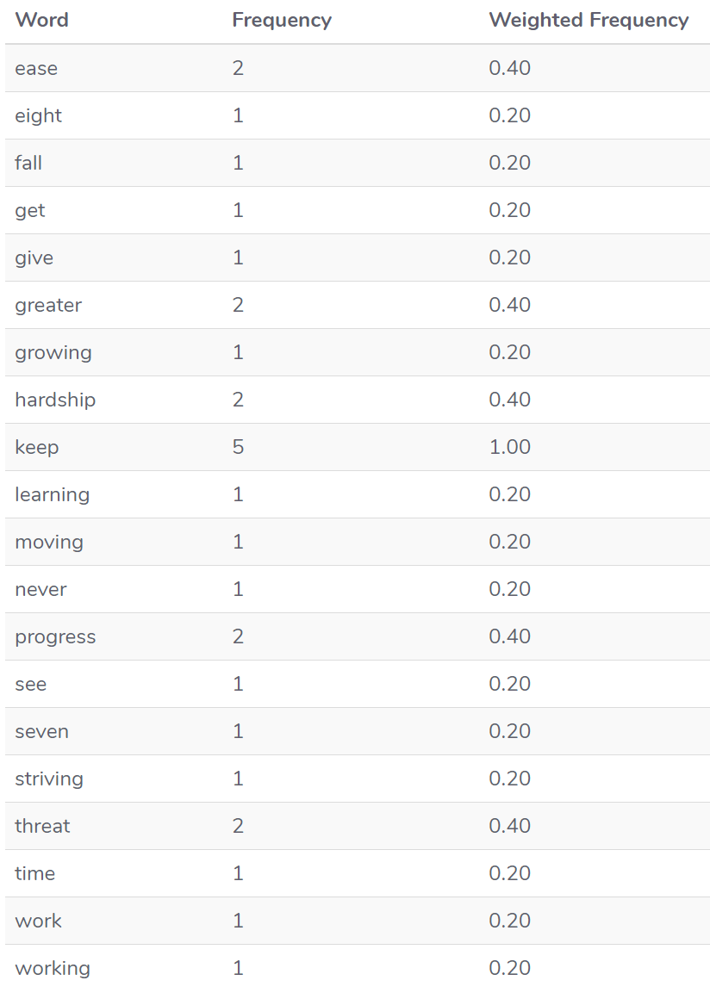 Word Frequency Weighted Frequency
ease 2 0.40
eight 1 0.20
fall 1 0.20
get 1 0.20
give 1 0.20
greater 2 0.40
growing 1 0.20
hardship 2 0.40
keep 5 1.00
learning 1 0.20
moving 1 0.20
never 1 0.20
progress 2 0.40
see 1 0.20
seven 1 0.20
striving 1 0.20
threat 2 0.40
time 1 0.20
work 1 0.20
working 1 0.20